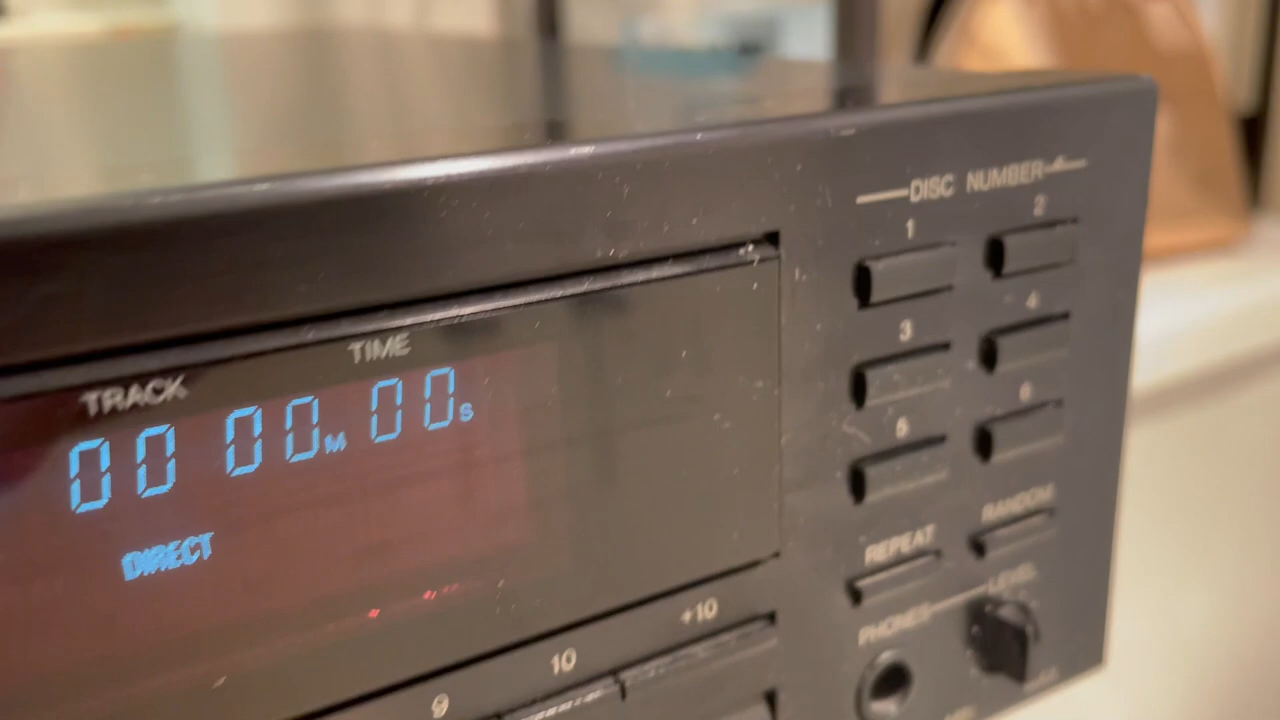 DISC NUMBER
1 2
3 4
5 6
REPEAT RANDOM
PHONES LEVEL
TRACK TIME
00 00M 00S
DIRECT
9 10 +10